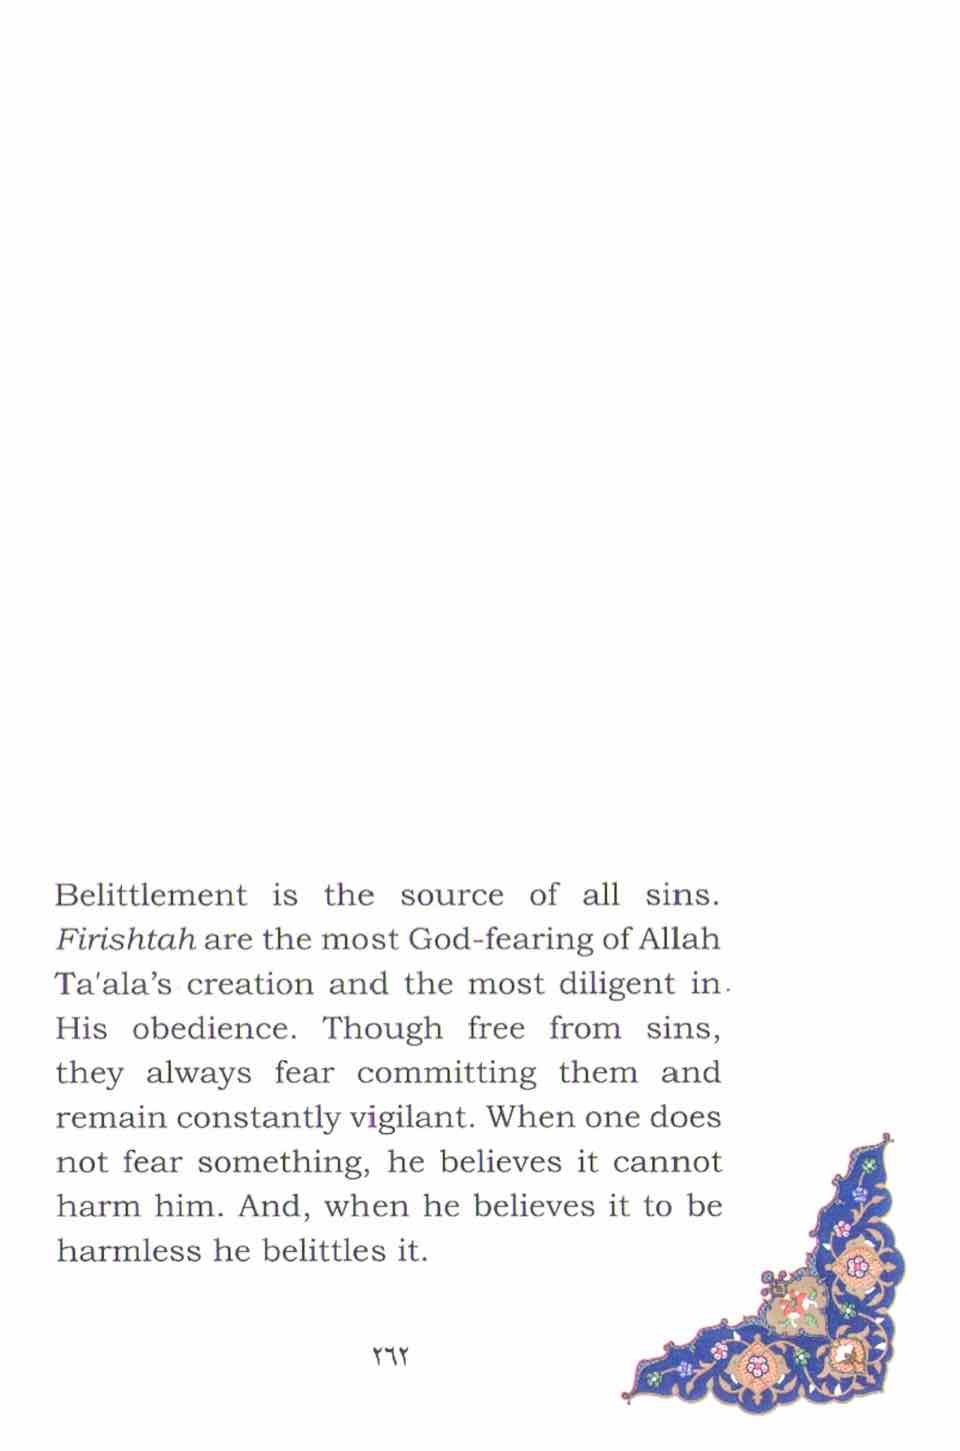 Belittlement is the source of all sins.
Firishtah are the most God-fearing of Allah
Ta'ala’s creation and the most diligent in.
His obedience. Though free from sins,
they always fear committing them and
remain constantly vigilant. When one does
not fear something, he believes it cannot
harm him. And, when he believes it to be
harmless he belittles it.
٢٦٢